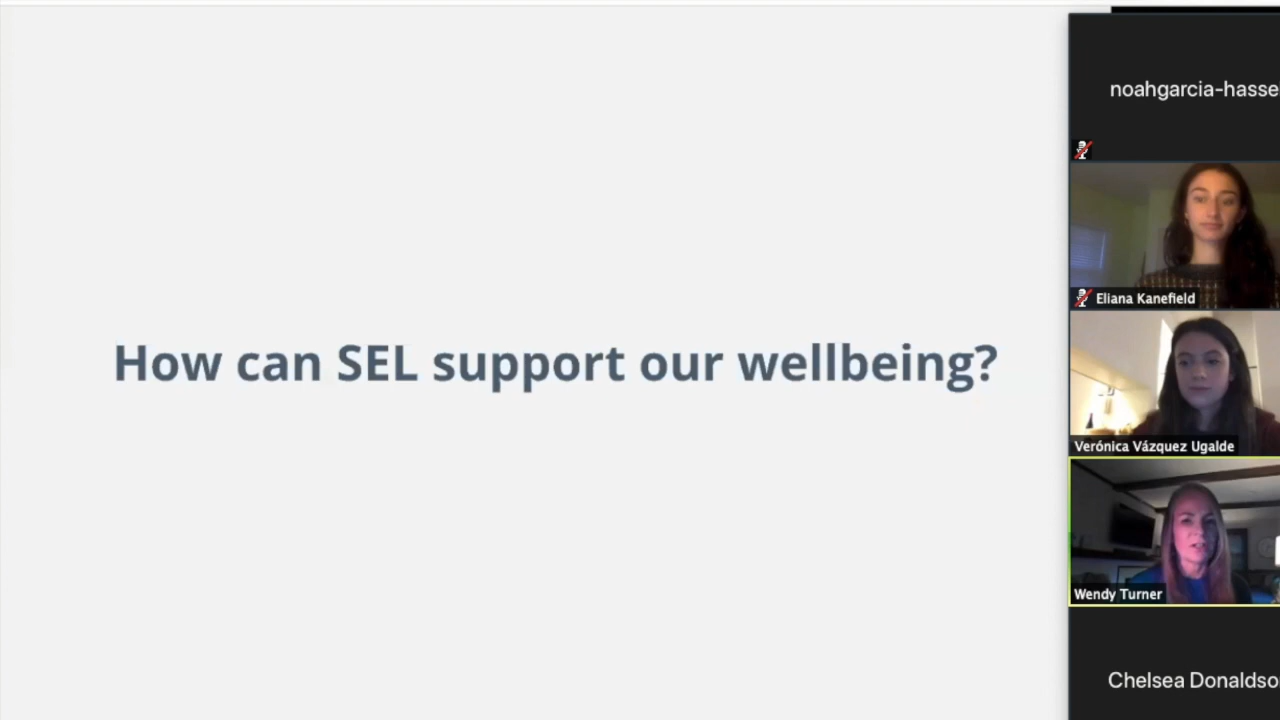 How can SEL support our wellbeing?
noahgarcia-hasse
Eliana Kanefield
Verónica Vázquez Ugalde
Wendy Turner
Chelsea Donaldso